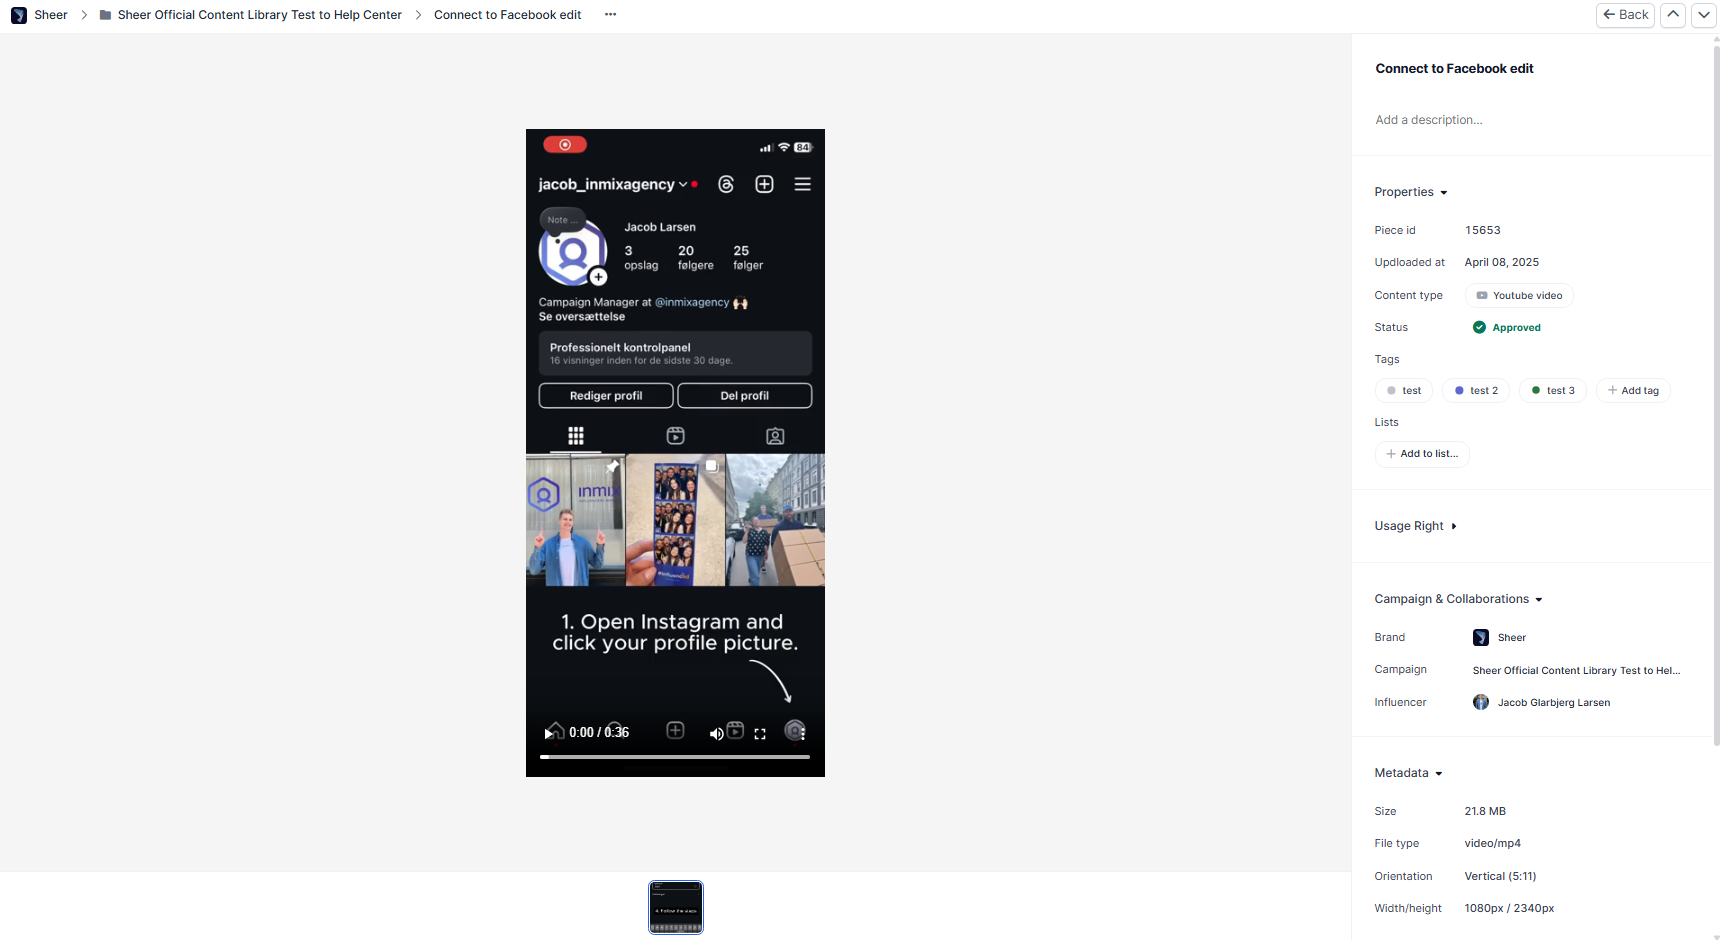 Sheer
Sheer Official Content Library Test to Help Center
Connect to Facebook edit
Back
84
jacob_inmixagency
Note ...
Jacob Larsen
3 20 25
opslag følgere følger
Campaign Manager at @inmixagency
Se oversættelse
Professionelt kontrolpanel
16 visninger inden for de sidste 30 dage.
Rediger profil Del profil
inmix
1. Open Instagram and
click your profile picture.
0:00 / 0:36
4. Follow the steps
Connect to Facebook edit
Add a description...
Properties
Piece id 15653
Updloaded at April 08, 2025
Content type Youtube video
Status Approved
Tags
test test 2 test 3 Add tag
Lists
Add to list...
Usage Right
Campaign & Collaborations
Brand Sheer
Campaign Sheer Official Content Library Test to Hel...
Influencer Jacob Glarbjerg Larsen
Metadata
Size 21.8 MB
File type video/mp4
Orientation Vertical (5:11)
Width/height 1080px / 2340px